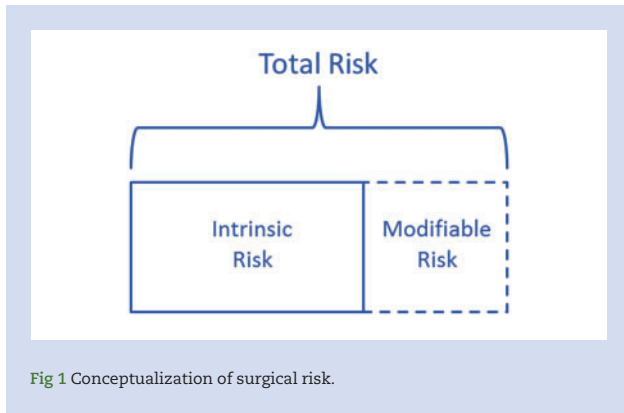 Total Risk
Intrinsic Modifiable
Risk Risk
Fig 1 Conceptualization of surgical risk.